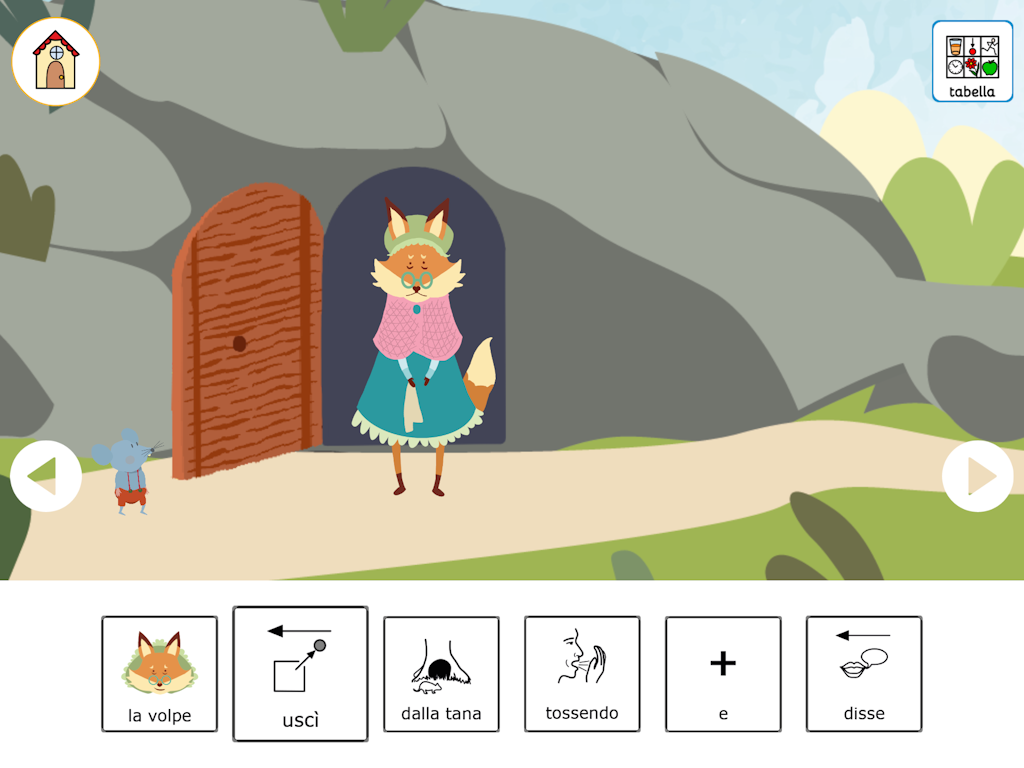 tabella
la volpe
uscì
dalla tana
tossendo
e
disse